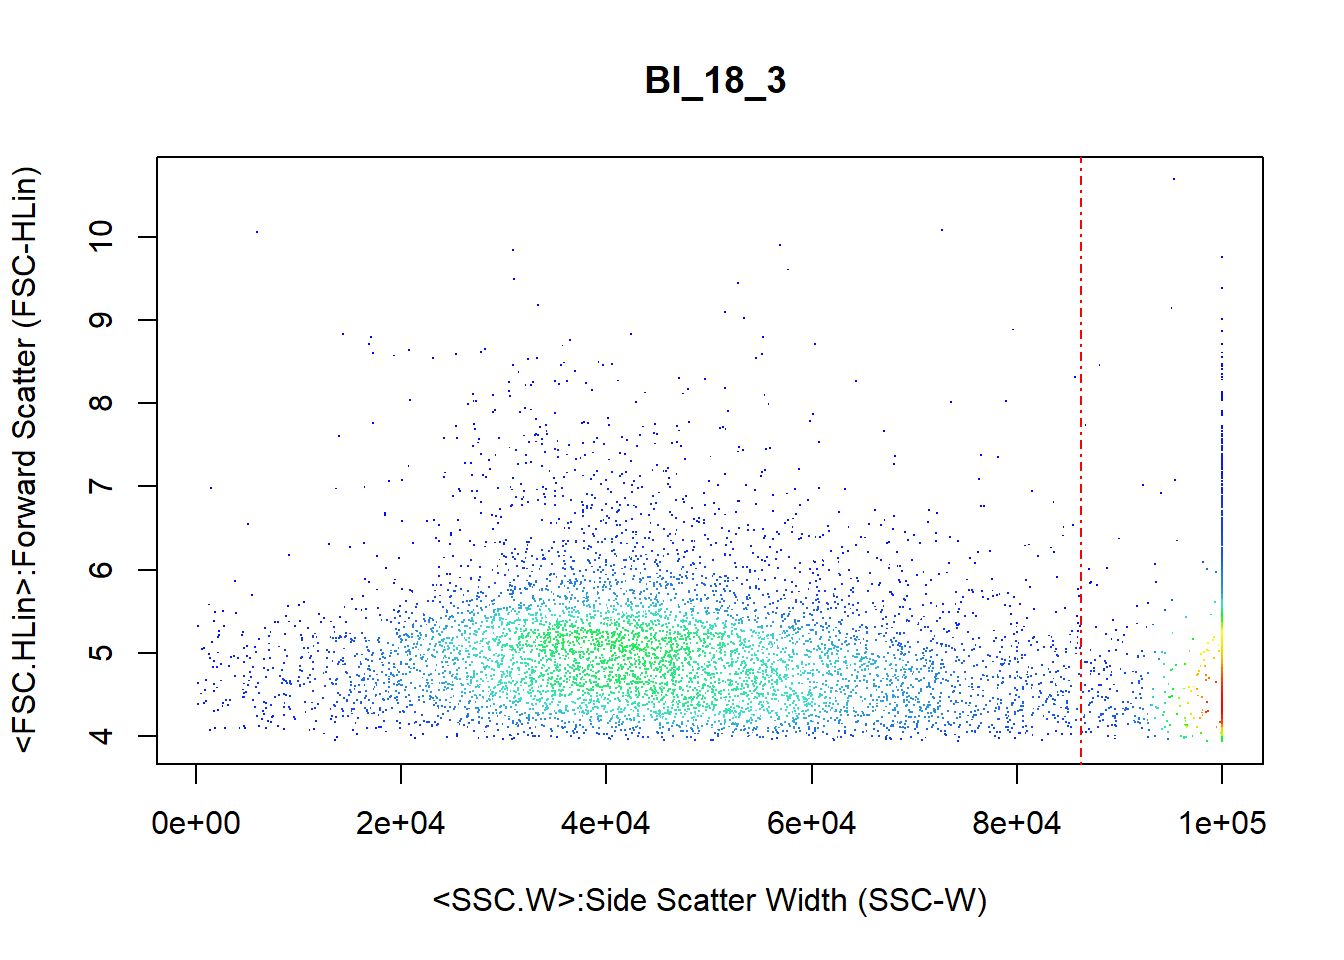 BI_18_3
<FSC.HLin>:Forward Scatter (FSC-HLin)
10
9
8
7
6
5
4
0e+00 2e+04 4e+04 6e+04 8e+04 1e+05
<SSC.W>:Side Scatter Width (SSC-W)